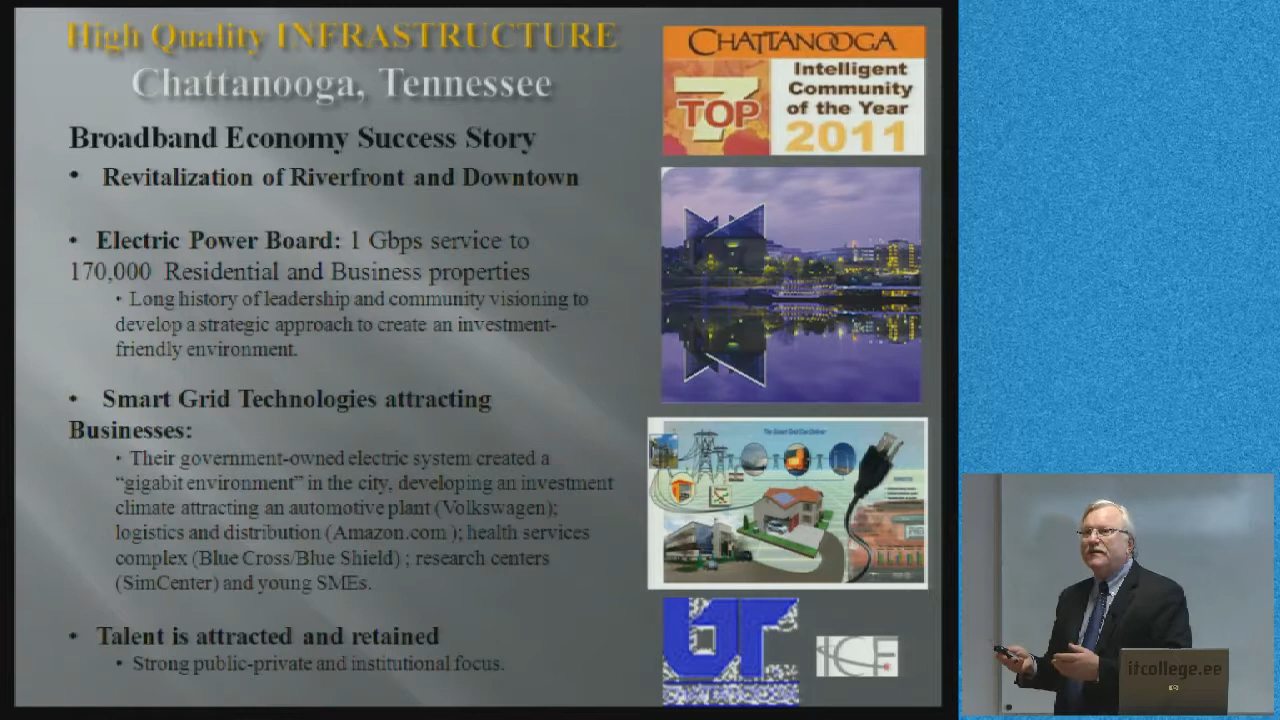 High Quality INFRASTRUCTURE
Chattanooga, Tennessee
Broadband Economy Success Story
• Revitalization of Riverfront and Downtown
• Electric Power Board: 1 Gbps service to
170,000 Residential and Business properties
• Long history of leadership and community visioning to
develop a strategic approach to create an investment-
friendly environment.
• Smart Grid Technologies attracting
Businesses:
• Their government-owned electric system created a
“gigabit environment” in the city, developing an investment
climate attracting an automotive plant (Volkswagen);
logistics and distribution (Amazon.com ); health services
complex (Blue Cross/Blue Shield) ; research centers
(SimCenter) and young SMEs.
• Talent is attracted and retained
• Strong public-private and institutional focus.
CHATTANOOGA
7
TOP
Intelligent
Community
of the Year
2011
UT
ICF
itcollege.ee